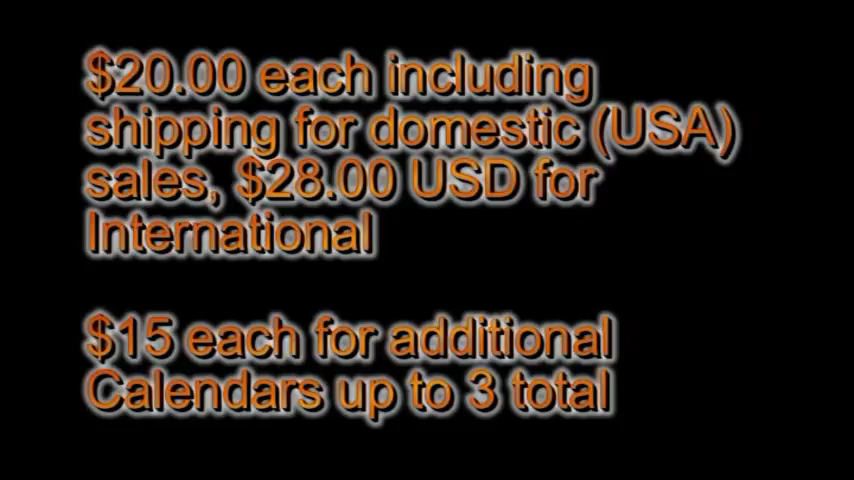 $20.00 each including
shipping for domestic (USA)
sales, $28.00 USD for
International
$15 each for additional
Calendars up to 3 total